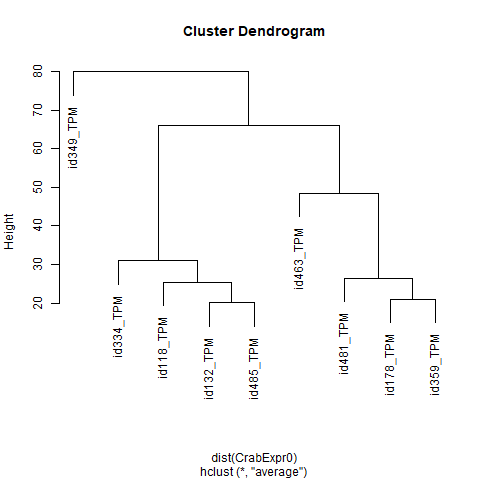 Cluster Dendrogram
Height
80
70
60
50
40
30
20
id349_TPM
id334_TPM
id118_TPM
id132_TPM
id485_TPM
id463_TPM
id481_TPM
id178_TPM
id359_TPM
dist(CrabExpr0)
hclust (*, "average")